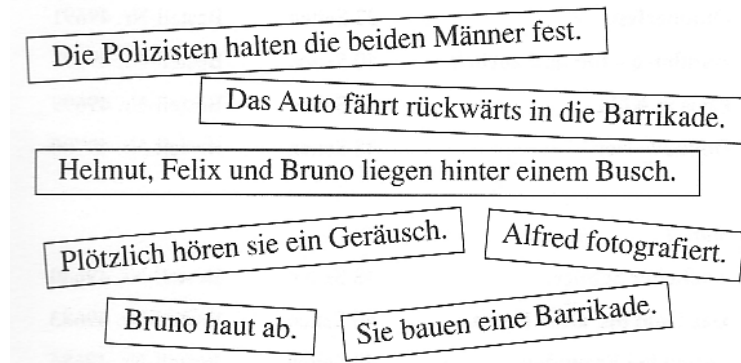 Die Polizisten halten die beiden Männer fest.
Das Auto fährt rückwärts in die Barrikade.
Helmut, Felix und Bruno liegen hinter einem Busch.
Plötzlich hören sie ein Geräusch.
Alfred fotografiert.
Bruno haut ab.
Sie bauen eine Barrikade.